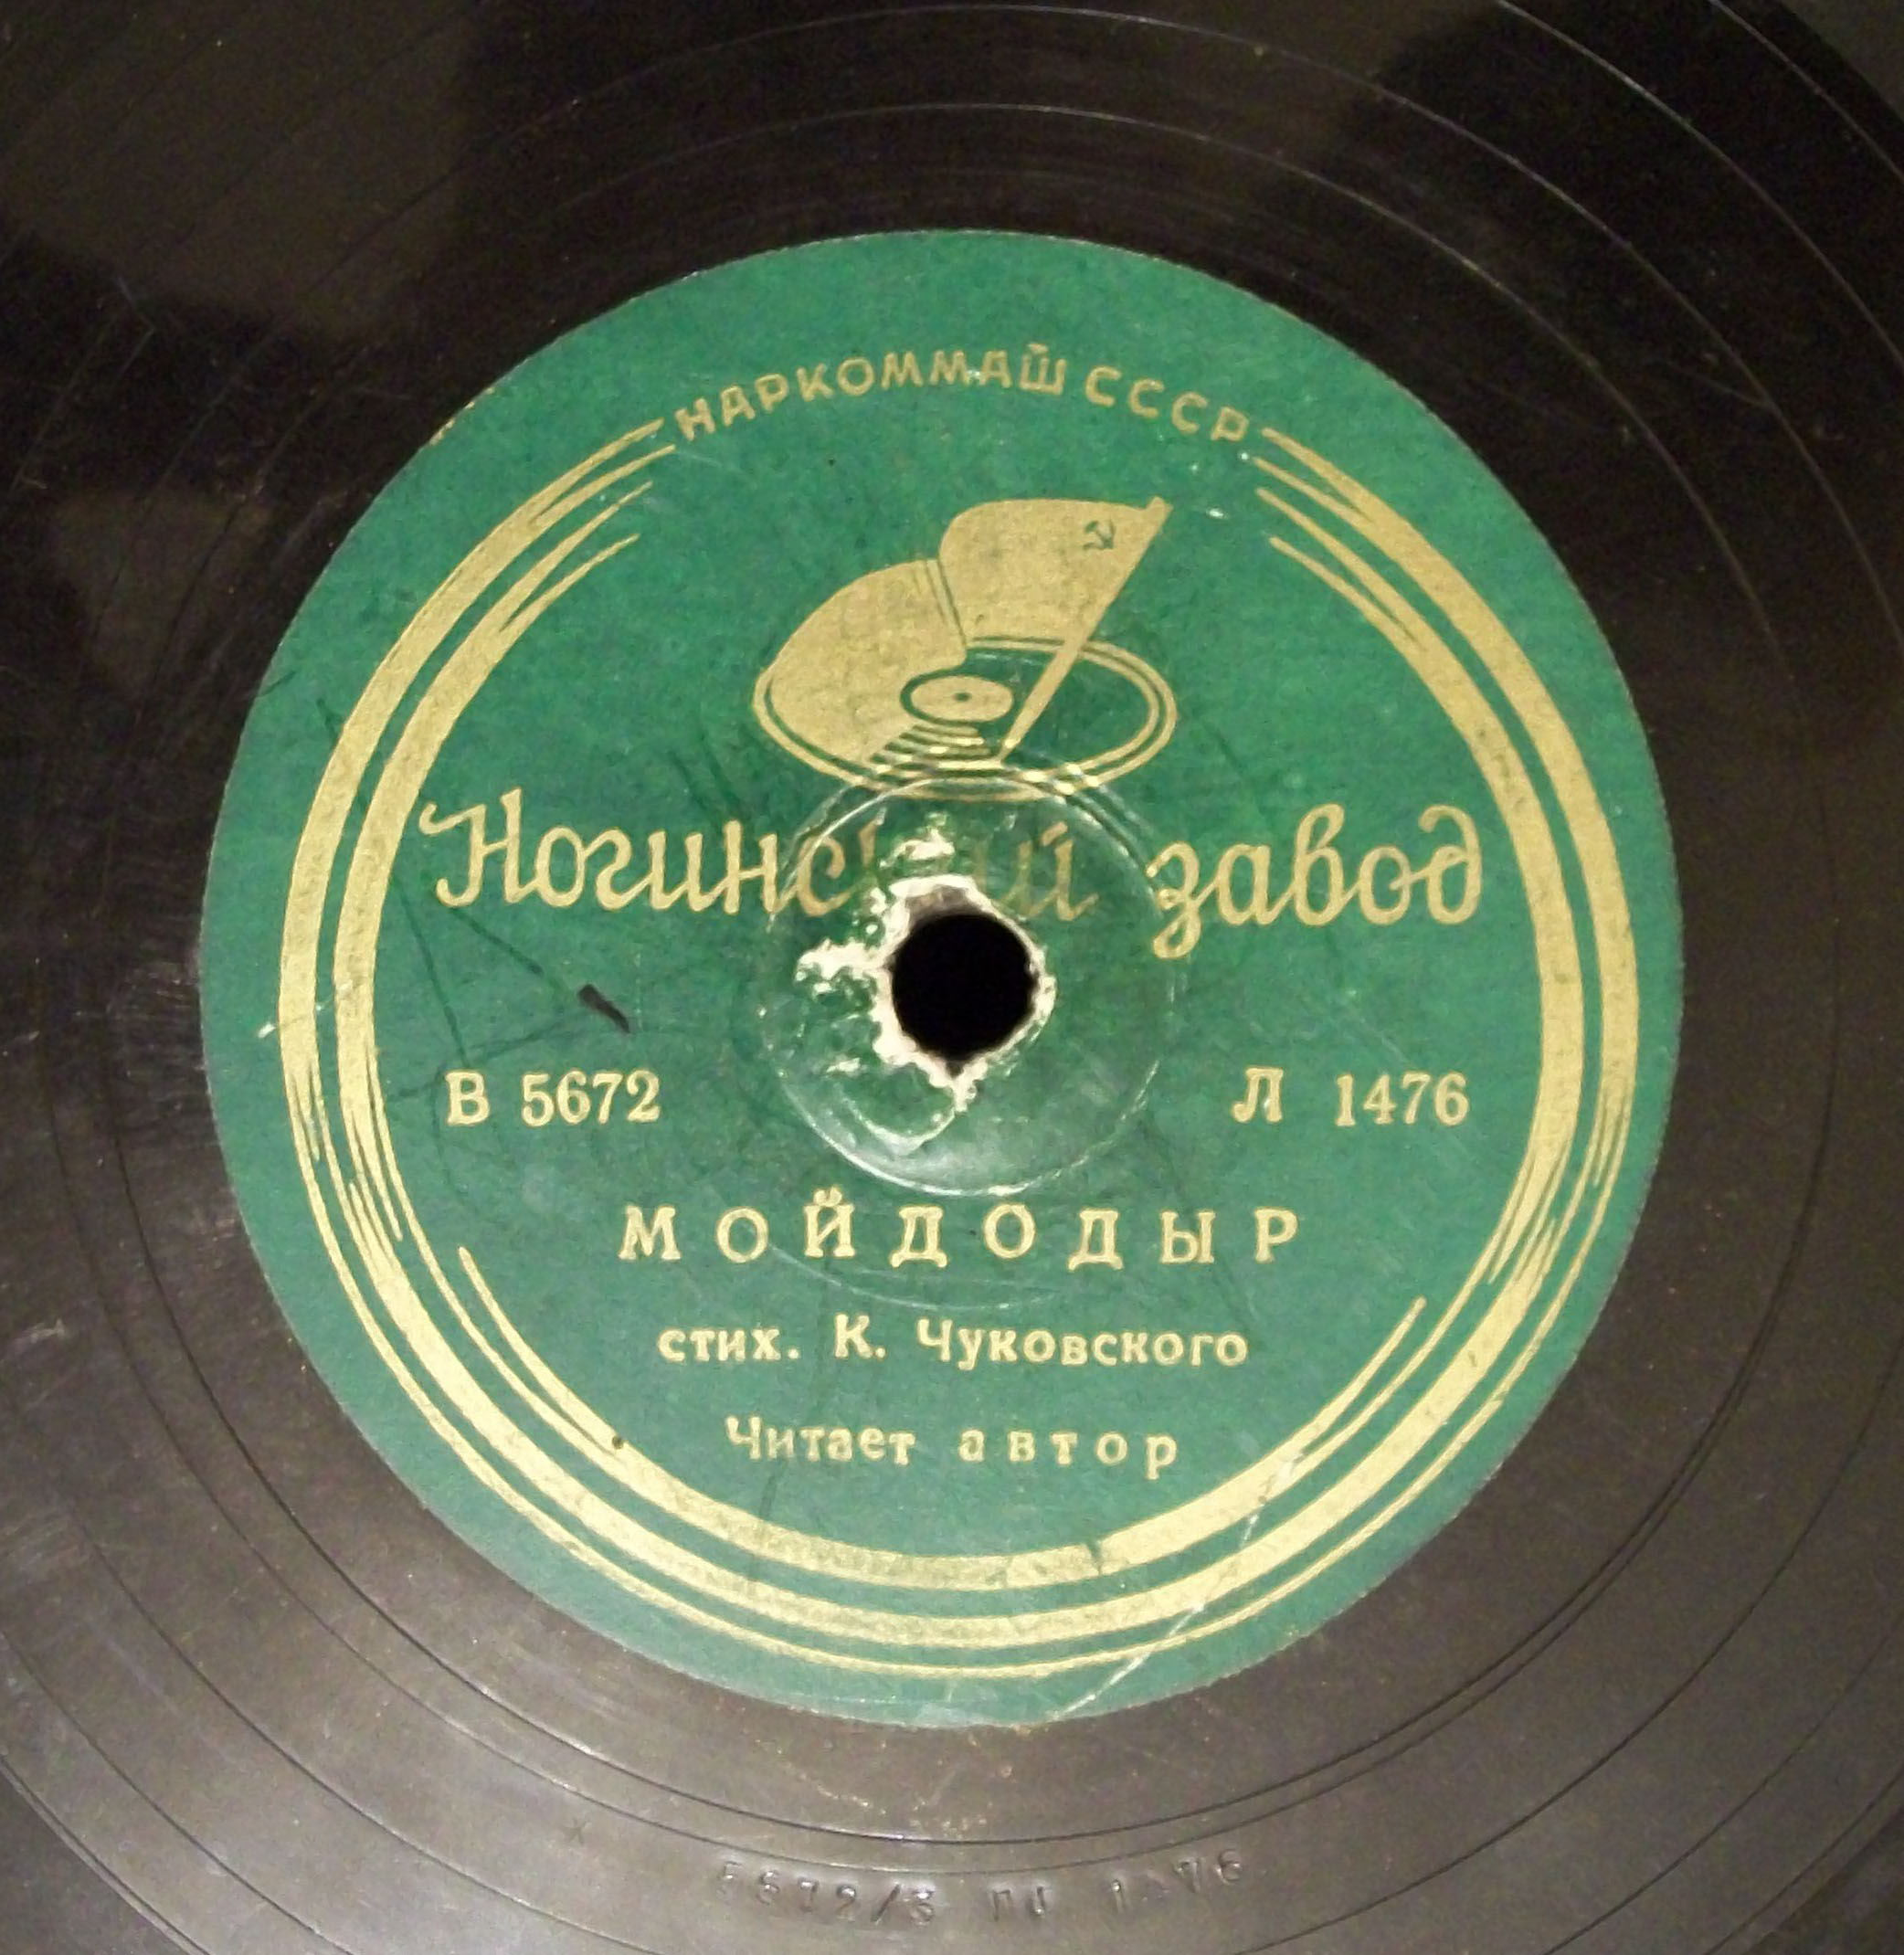 НАРКОММАШ СССР
Ногинский завод
В 5672 Л 1476
МОЙДОДЫР
стих. К. Чуковского
Читает автор